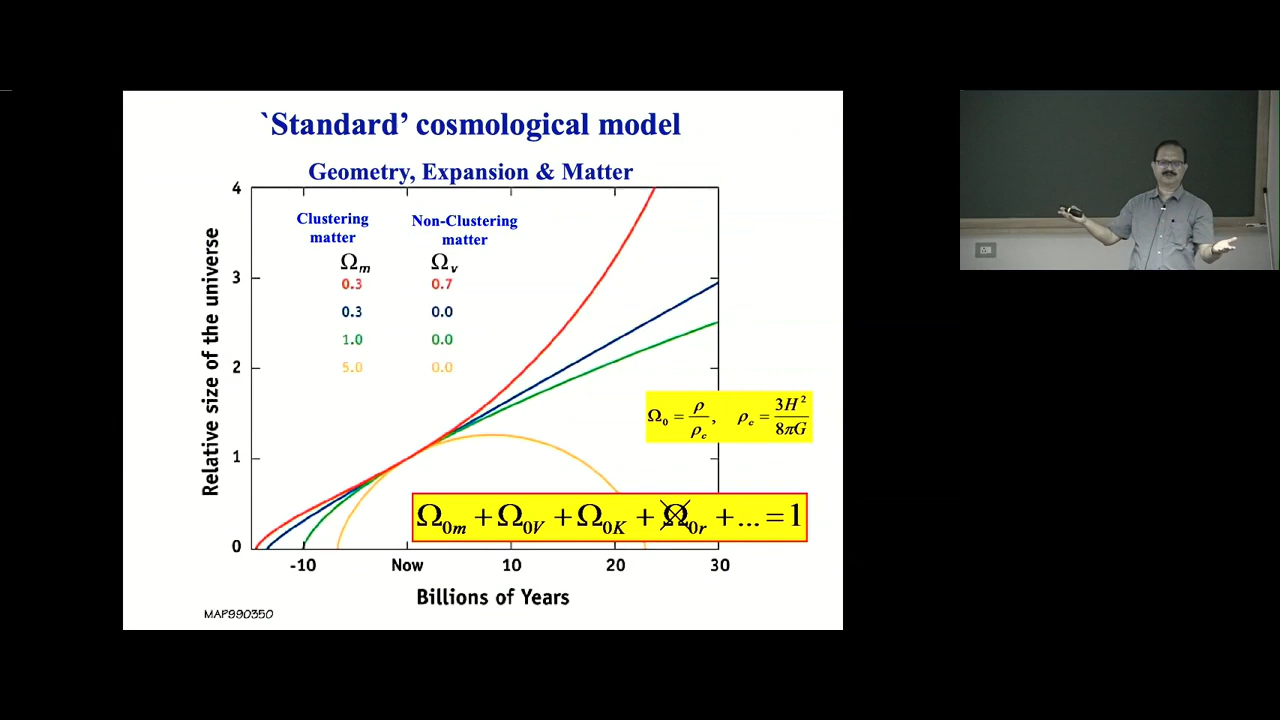 `Standard’ cosmological model
Geometry, Expansion & Matter
Clustering matter
Non-Clustering matter
Ωm Ωv
0.3 0.7
0.3 0.0
1.0 0.0
5.0 0.0
Relative size of the universe
4
3
2
1
0
Ω₀ = ρ/ρc, ρc = 3H²/8πG
Ω0m + Ω0V + Ω0K + Ω0r + ... = 1
-10 Now 10 20 30
Billions of Years
MAP990350